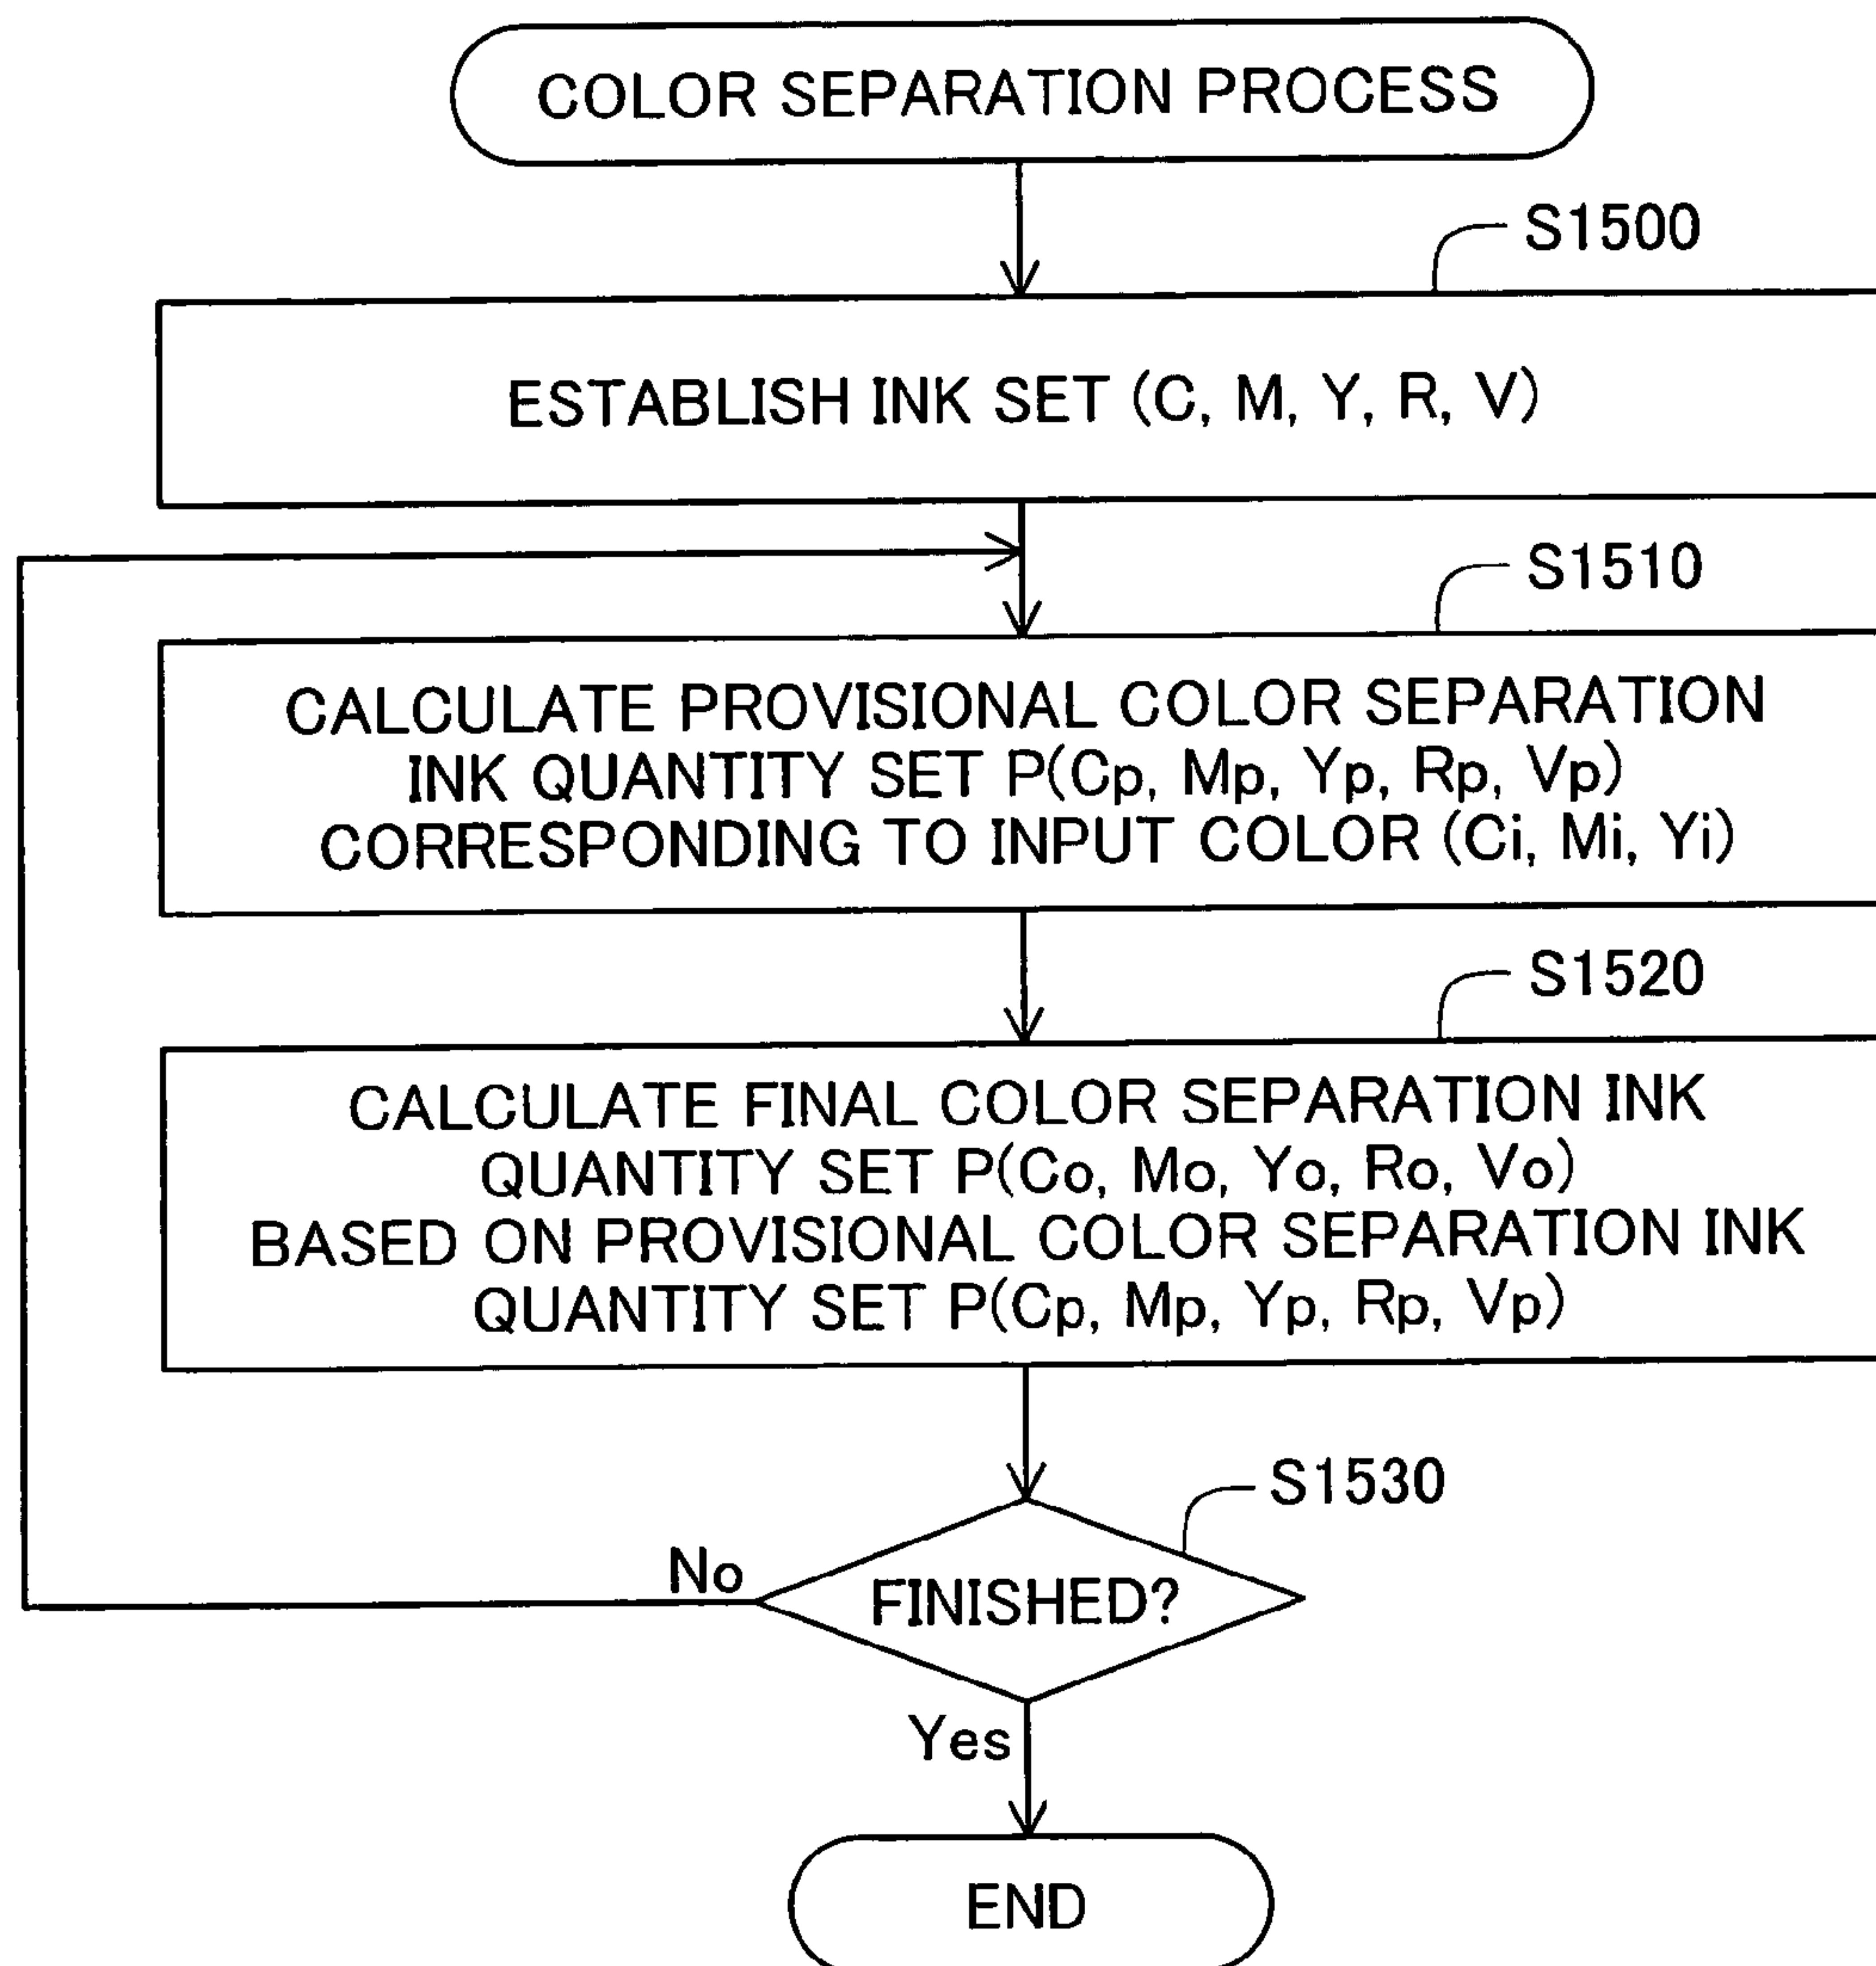 COLOR SEPARATION PROCESS
S1500
ESTABLISH INK SET (C, M, Y, R, V)
S1510
CALCULATE PROVISIONAL COLOR SEPARATION
INK QUANTITY SET P(Cp, Mp, Yp, Rp, Vp)
CORRESPONDING TO INPUT COLOR (Ci, Mi, Yi)
S1520
CALCULATE FINAL COLOR SEPARATION INK
QUANTITY SET P(Co, Mo, Yo, Ro, Vo)
BASED ON PROVISIONAL COLOR SEPARATION INK
QUANTITY SET P(Cp, Mp, Yp, Rp, Vp)
S1530
No
FINISHED?
Yes
END